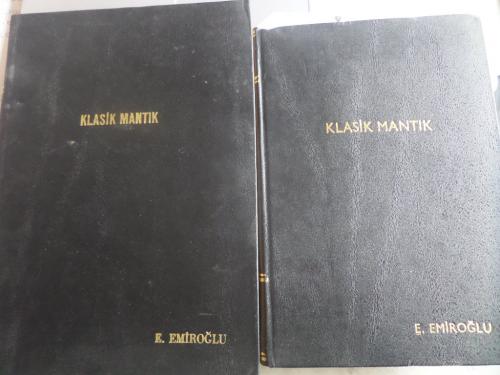 KLASİK MANTIK
E. EMİROĞLU
KLASİK MANTIK
E. EMİROĞLU